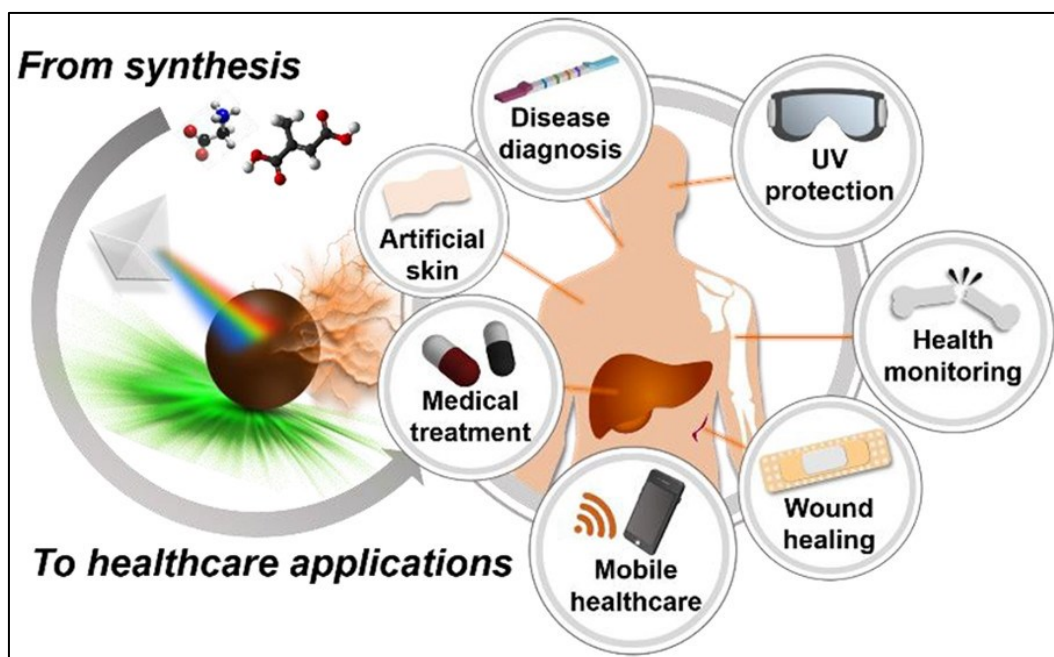 From synthesis
Disease
diagnosis
UV
protection
Artificial
skin
Health
monitoring
Medical
treatment
Wound
healing
Mobile
healthcare
To healthcare applications